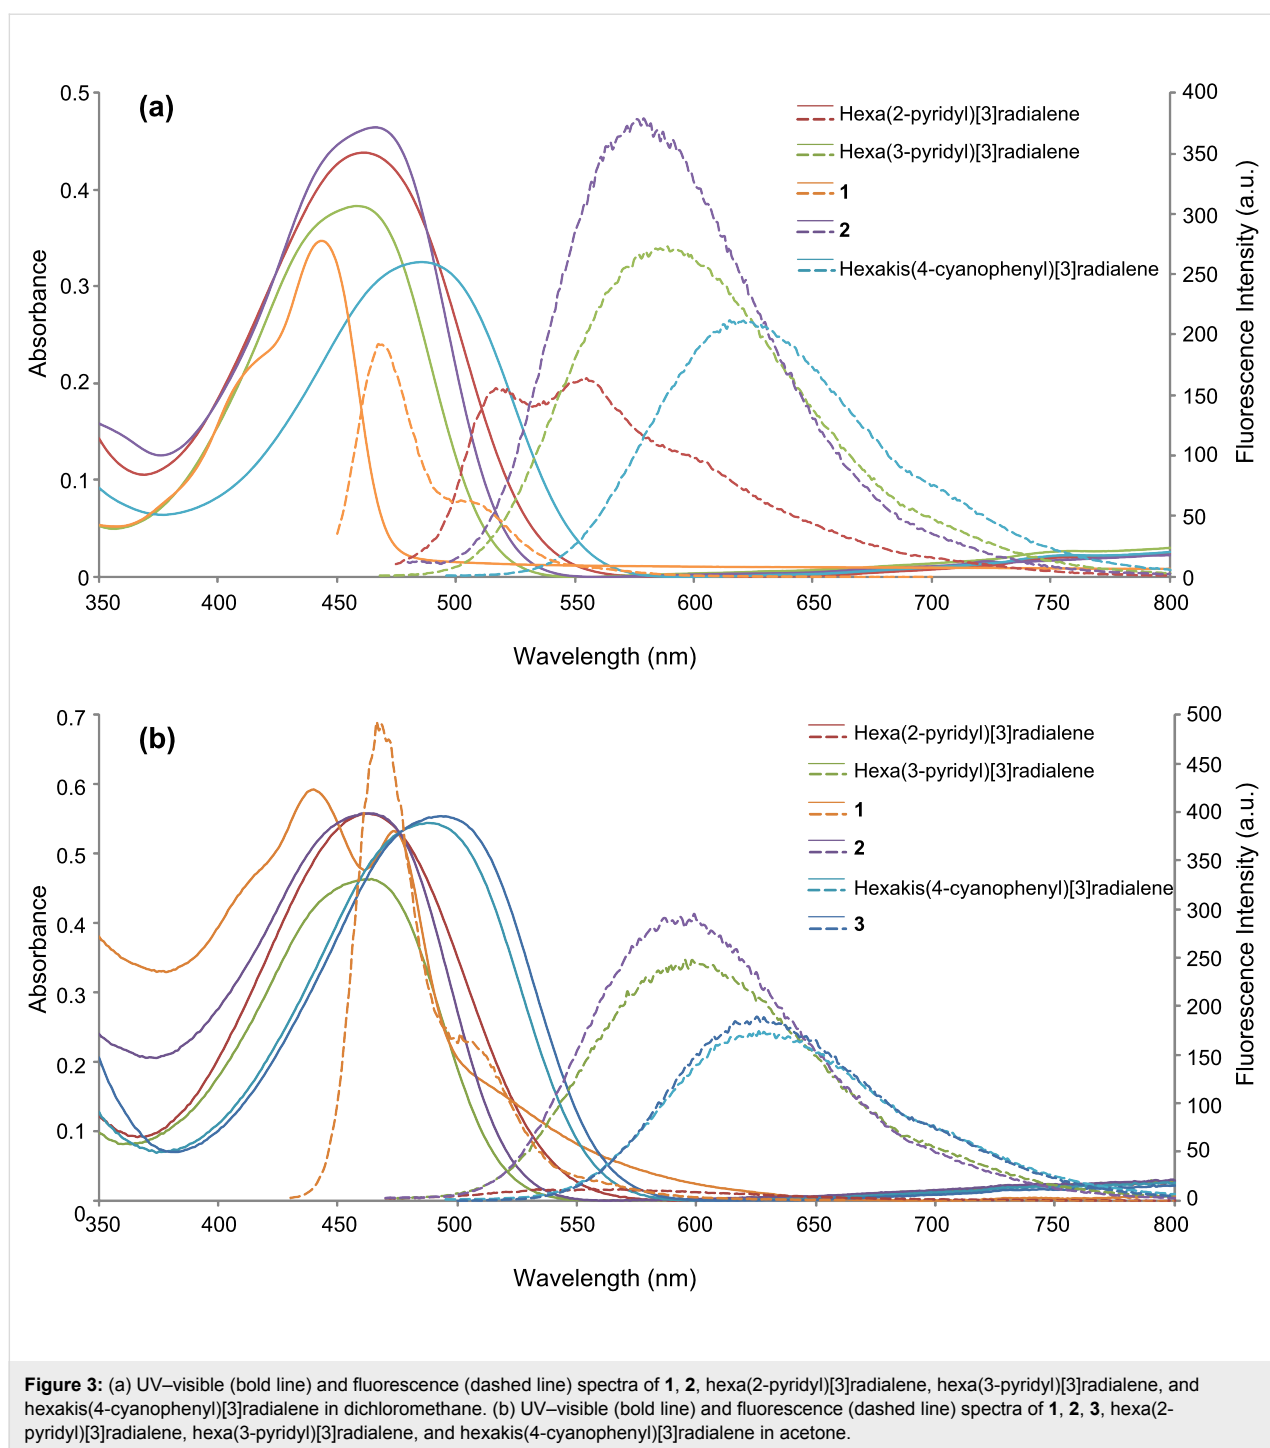 (a)
0.5
0.4
0.3
0.2
0.1
0
Absorbance
400
350
300
250
200
150
100
50
0
Fluorescence Intensity (a.u.)
Hexa(2-pyridyl)[3]radialene
Hexa(3-pyridyl)[3]radialene
1
2
Hexakis(4-cyanophenyl)[3]radialene
350 400 450 500 550 600 650 700 750 800
Wavelength (nm)
(b)
0.7
0.6
0.5
0.4
0.3
0.2
0.1
0
Absorbance
500
450
400
350
300
250
200
150
100
50
0
Fluorescence Intensity (a.u.)
Hexa(2-pyridyl)[3]radialene
Hexa(3-pyridyl)[3]radialene
1
2
Hexakis(4-cyanophenyl)[3]radialene
3
350 400 450 500 550 600 650 700 750 800
Wavelength (nm)
Figure 3: (a) UV–visible (bold line) and fluorescence (dashed line) spectra of 1, 2, hexa(2-pyridyl)[3]radialene, hexa(3-pyridyl)[3]radialene, and
hexakis(4-cyanophenyl)[3]radialene in dichloromethane. (b) UV–visible (bold line) and fluorescence (dashed line) spectra of 1, 2, 3, hexa(2-
pyridyl)[3]radialene, hexa(3-pyridyl)[3]radialene, and hexakis(4-cyanophenyl)[3]radialene in acetone.